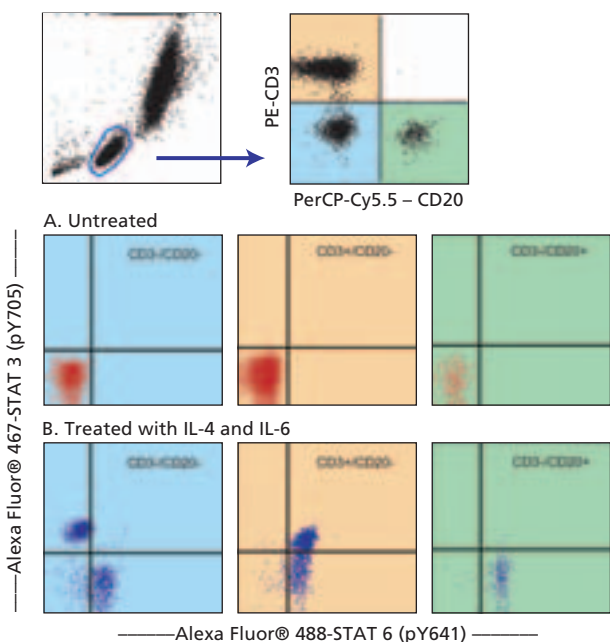 PE-CD3
PerCP-Cy5.5 – CD20
A. Untreated
CD3-/CD20-
CD3+/CD20-
CD3-/CD20+
B. Treated with IL-4 and IL-6
CD3-/CD20-
CD3+/CD20-
CD3-/CD20+
Alexa Fluor® 467-STAT 3 (pY705)
Alexa Fluor® 488-STAT 6 (pY641)